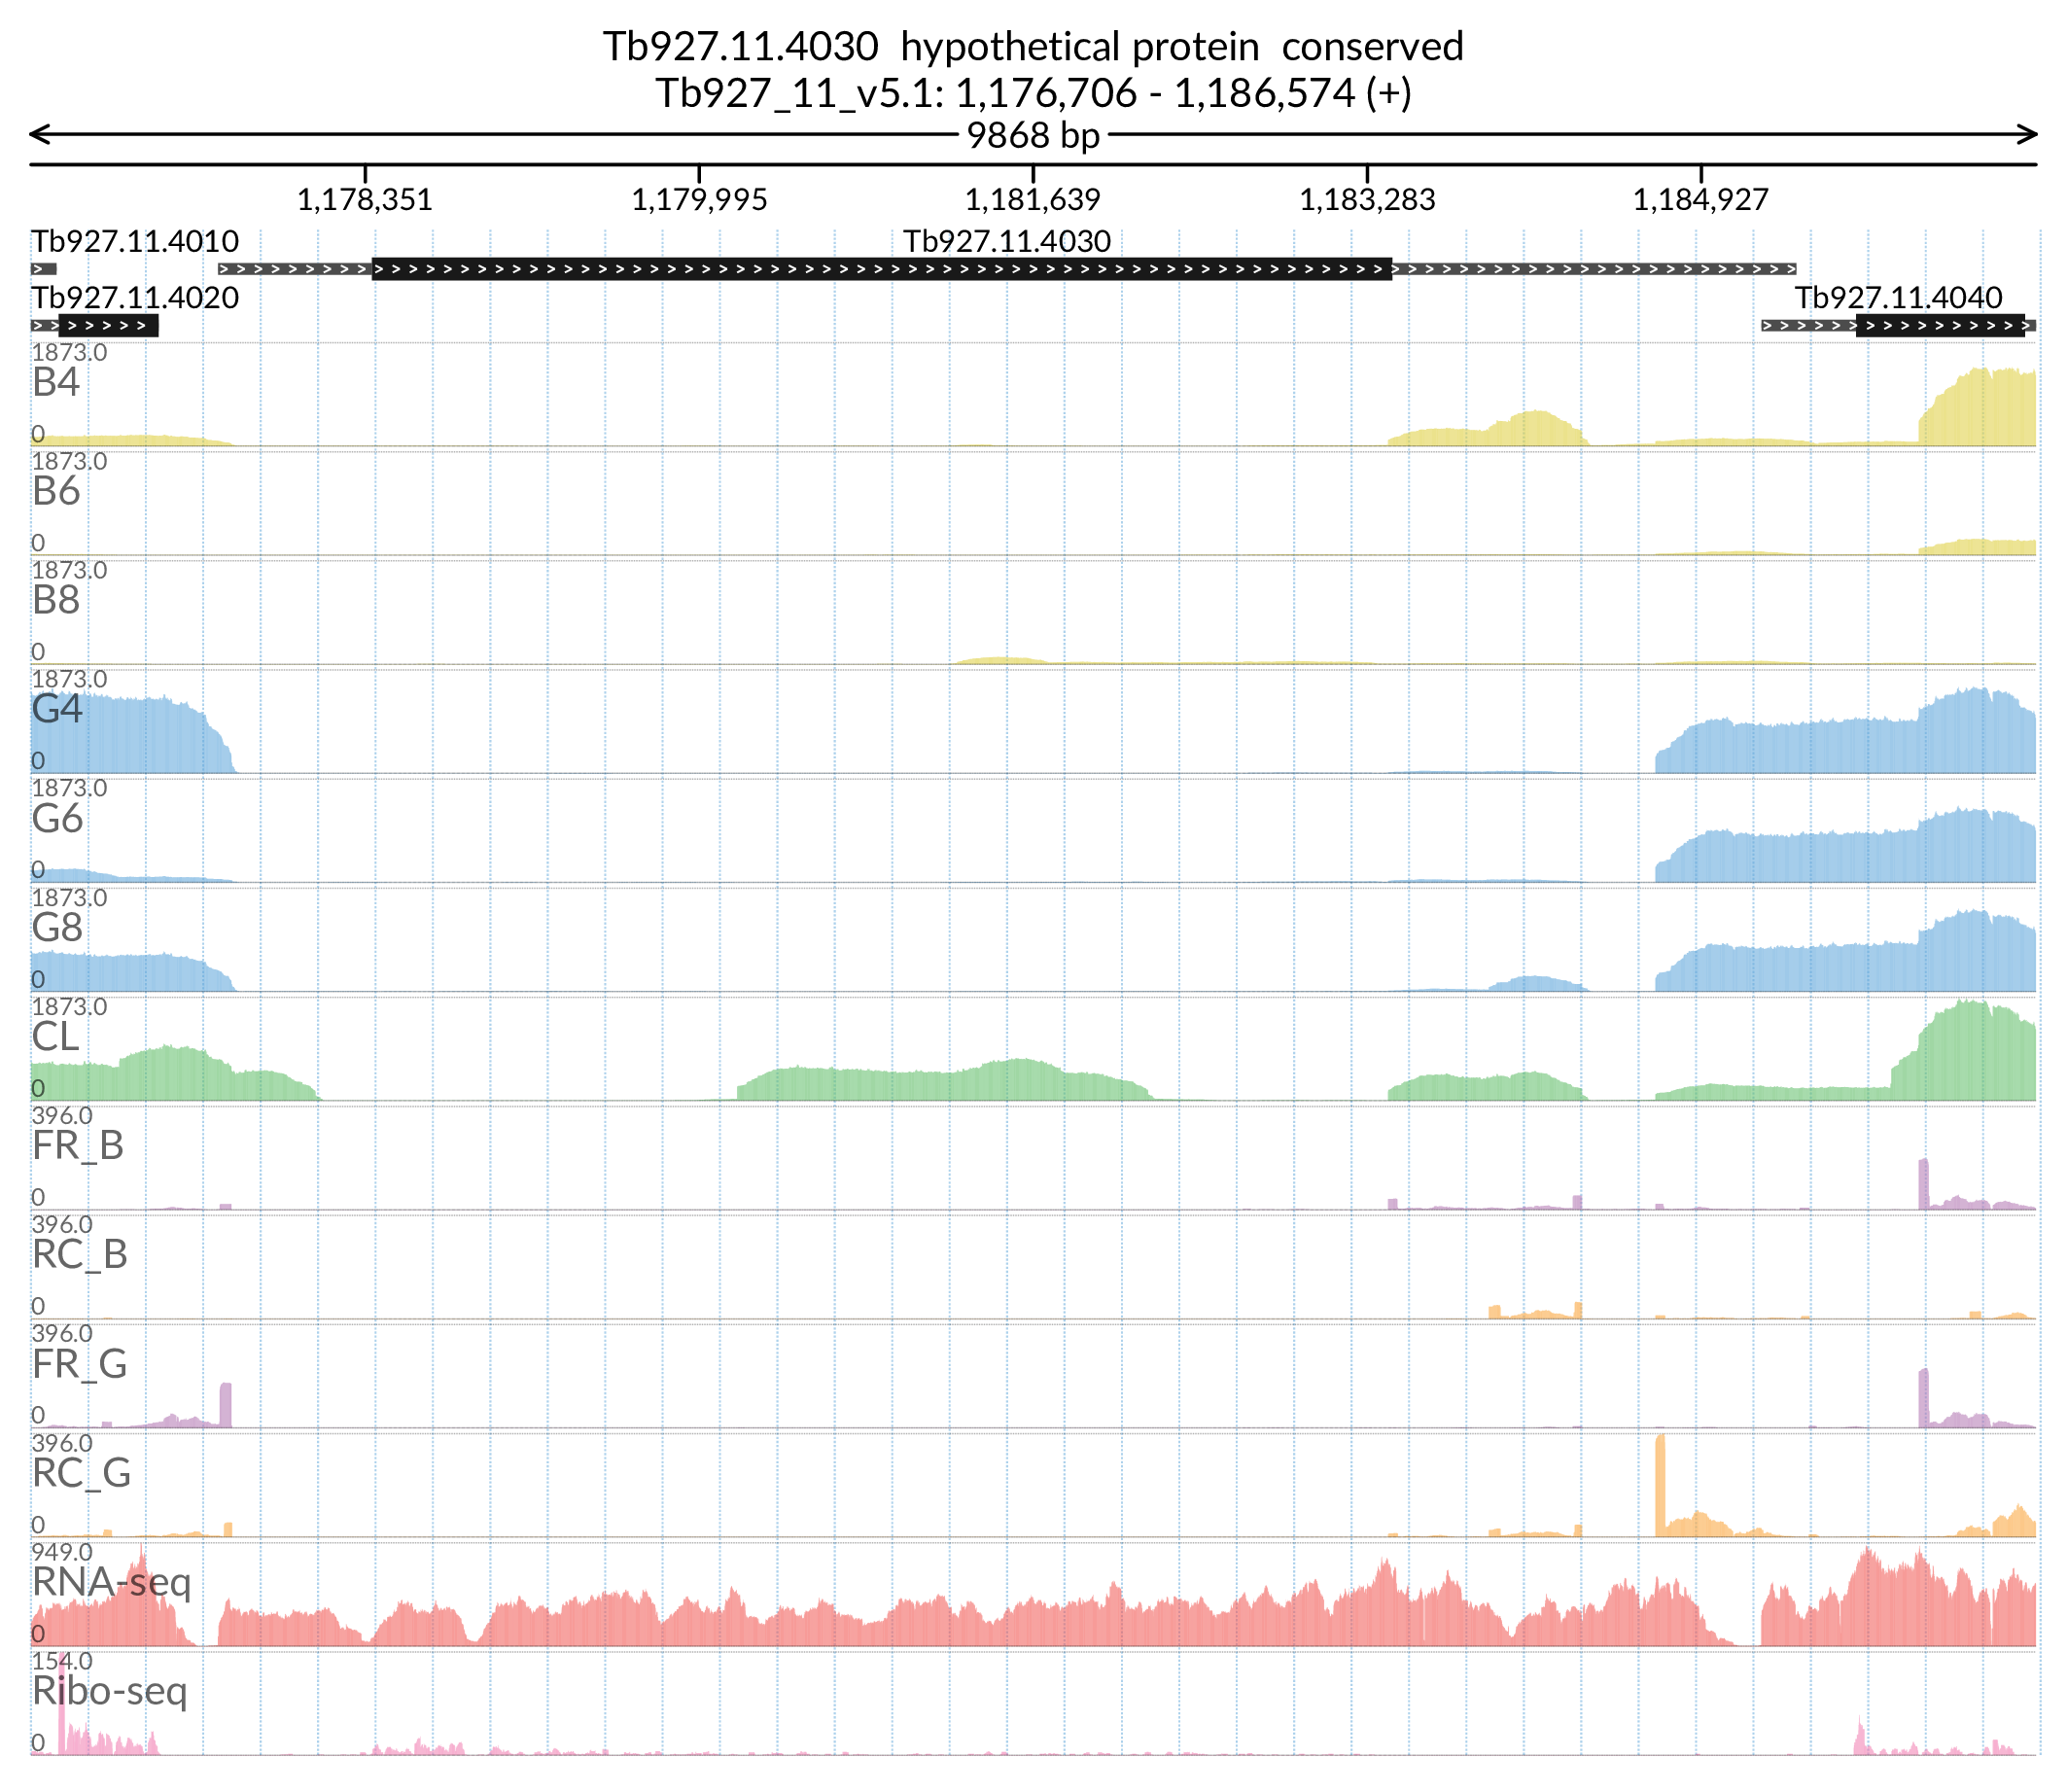 Tb927.11.4030 hypothetical protein conserved
Tb927_11_v5.1: 1,176,706 - 1,186,574 (+)
9868 bp
1,178,351 1,179,995 1,181,639 1,183,283 1,184,927
Tb927.11.4010 Tb927.11.4030
Tb927.11.4020 Tb927.11.4040
1873.0
B4
0
1873.0
B6
0
1873.0
B8
0
1873.0
G4
0
1873.0
G6
0
1873.0
G8
0
1873.0
CL
0
396.0
FR_B
0
396.0
RC_B
0
396.0
FR_G
0
396.0
RC_G
0
949.0
RNA-seq
0
154.0
Ribo-seq
0